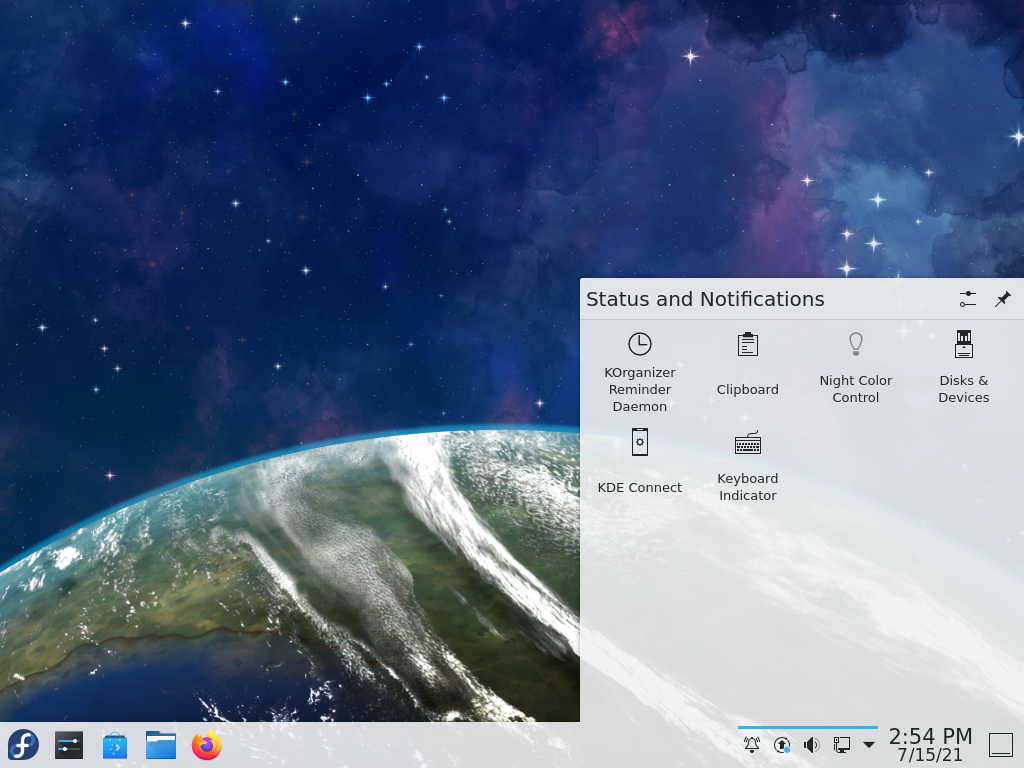 Status and Notifications
KOrganizer
Reminder
Daemon
Clipboard
Night Color
Control
Disks &
Devices
KDE Connect
Keyboard
Indicator
2:54 PM
7/15/21